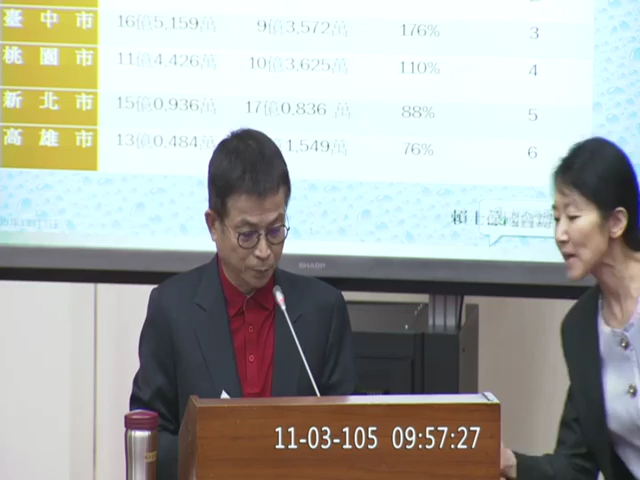 臺中市 16億5,159萬 9億3,572萬 176% 3
桃園市 11億4,426萬 10億3,625萬 110% 4
新北市 15億0,936萬 17億0,836萬 88% 5
高雄市 13億0,484萬 1,549萬 76% 6
SHARP
11-03-105 09:57:27